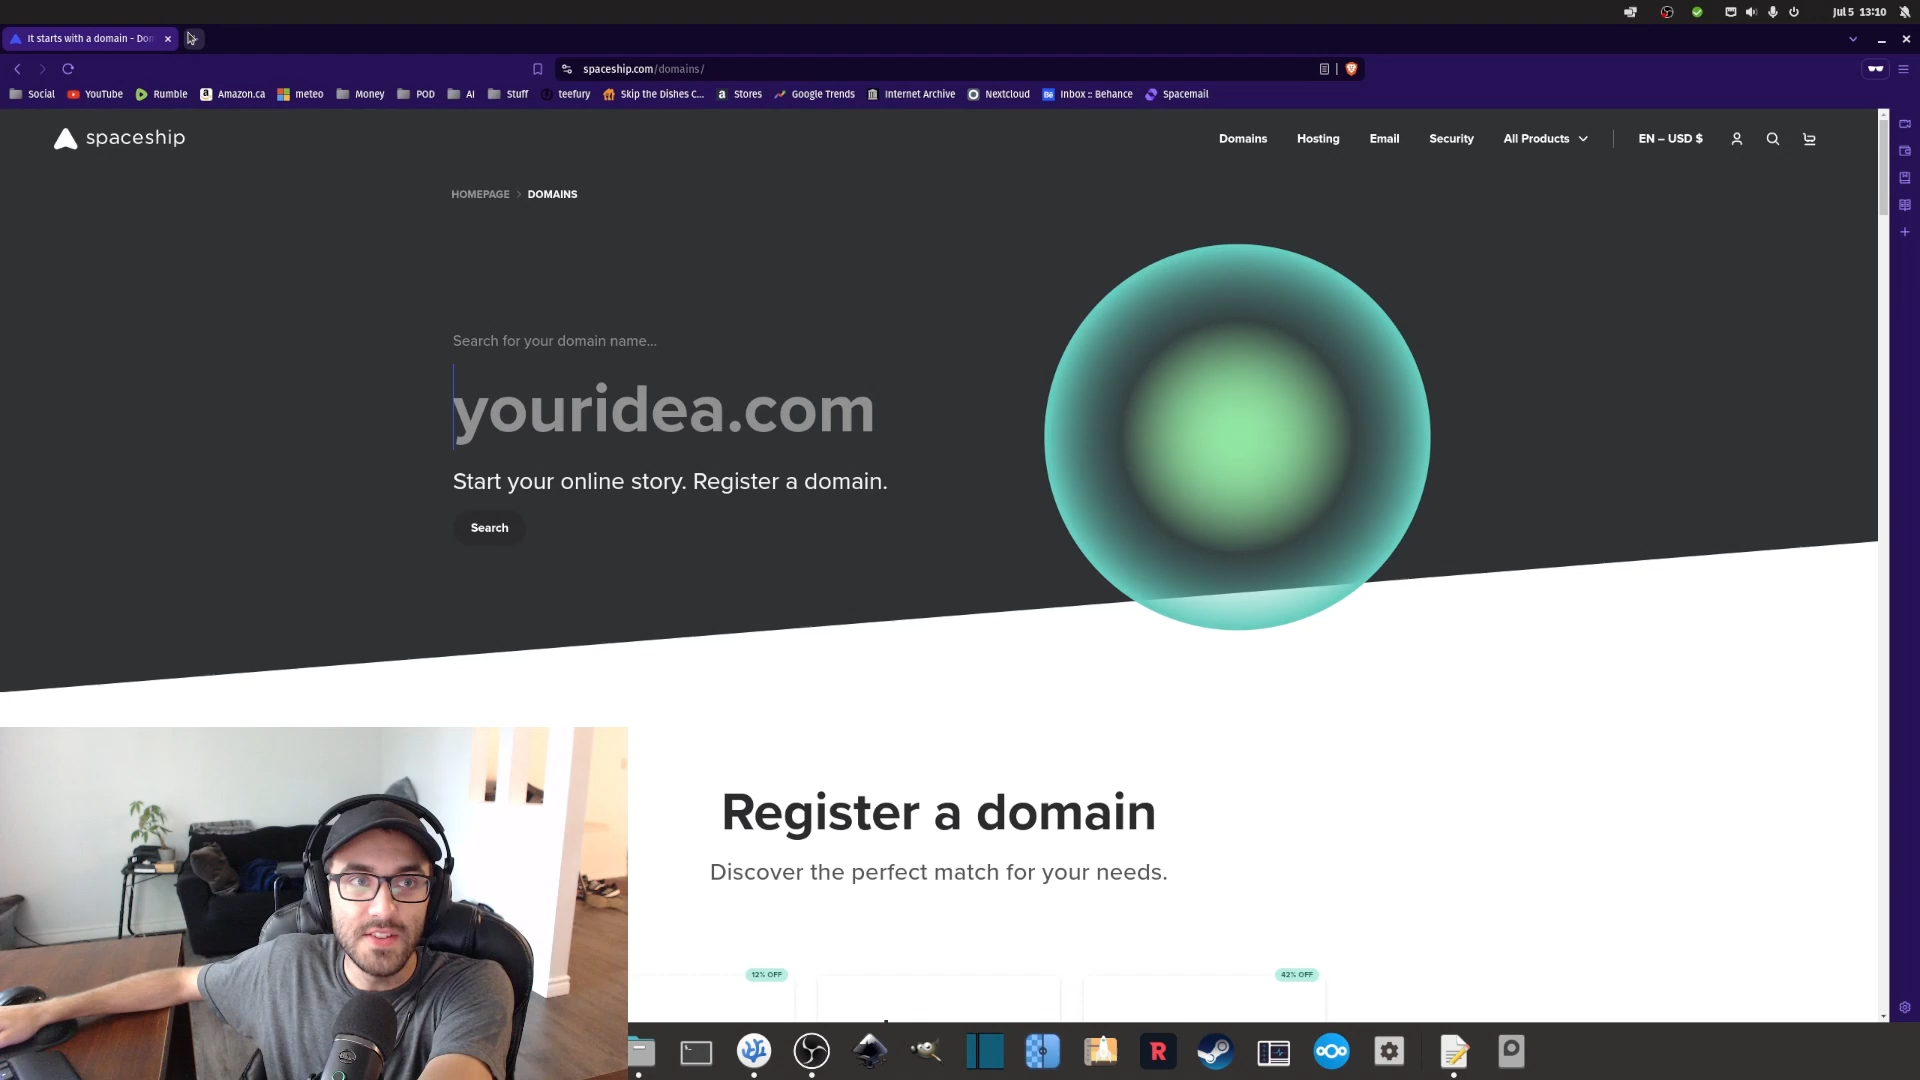 Jul 5 13:10
It starts with a domain - Dom
spaceship.com/domains/
Social
YouTube
Rumble
Amazon.ca
meteo
Money
POD
AI
Stuff
teefury
Skip the Dishes C...
Stores
Google Trends
Internet Archive
Nextcloud
Inbox :: Behance
Spacemail
spaceship
Domains
Hosting
Email
Security
All Products
EN – USD $
HOMEPAGE > DOMAINS
Search for your domain name...
youridea.com
Start your online story. Register a domain.
Search
Register a domain
Discover the perfect match for your needs.
12% OFF
42% OFF